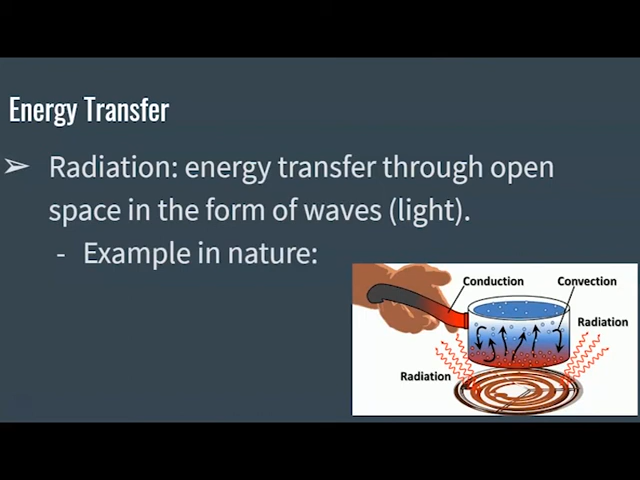 Energy Transfer
➢ Radiation: energy transfer through open
space in the form of waves (light).
- Example in nature:
Conduction
Convection
Radiation
Radiation